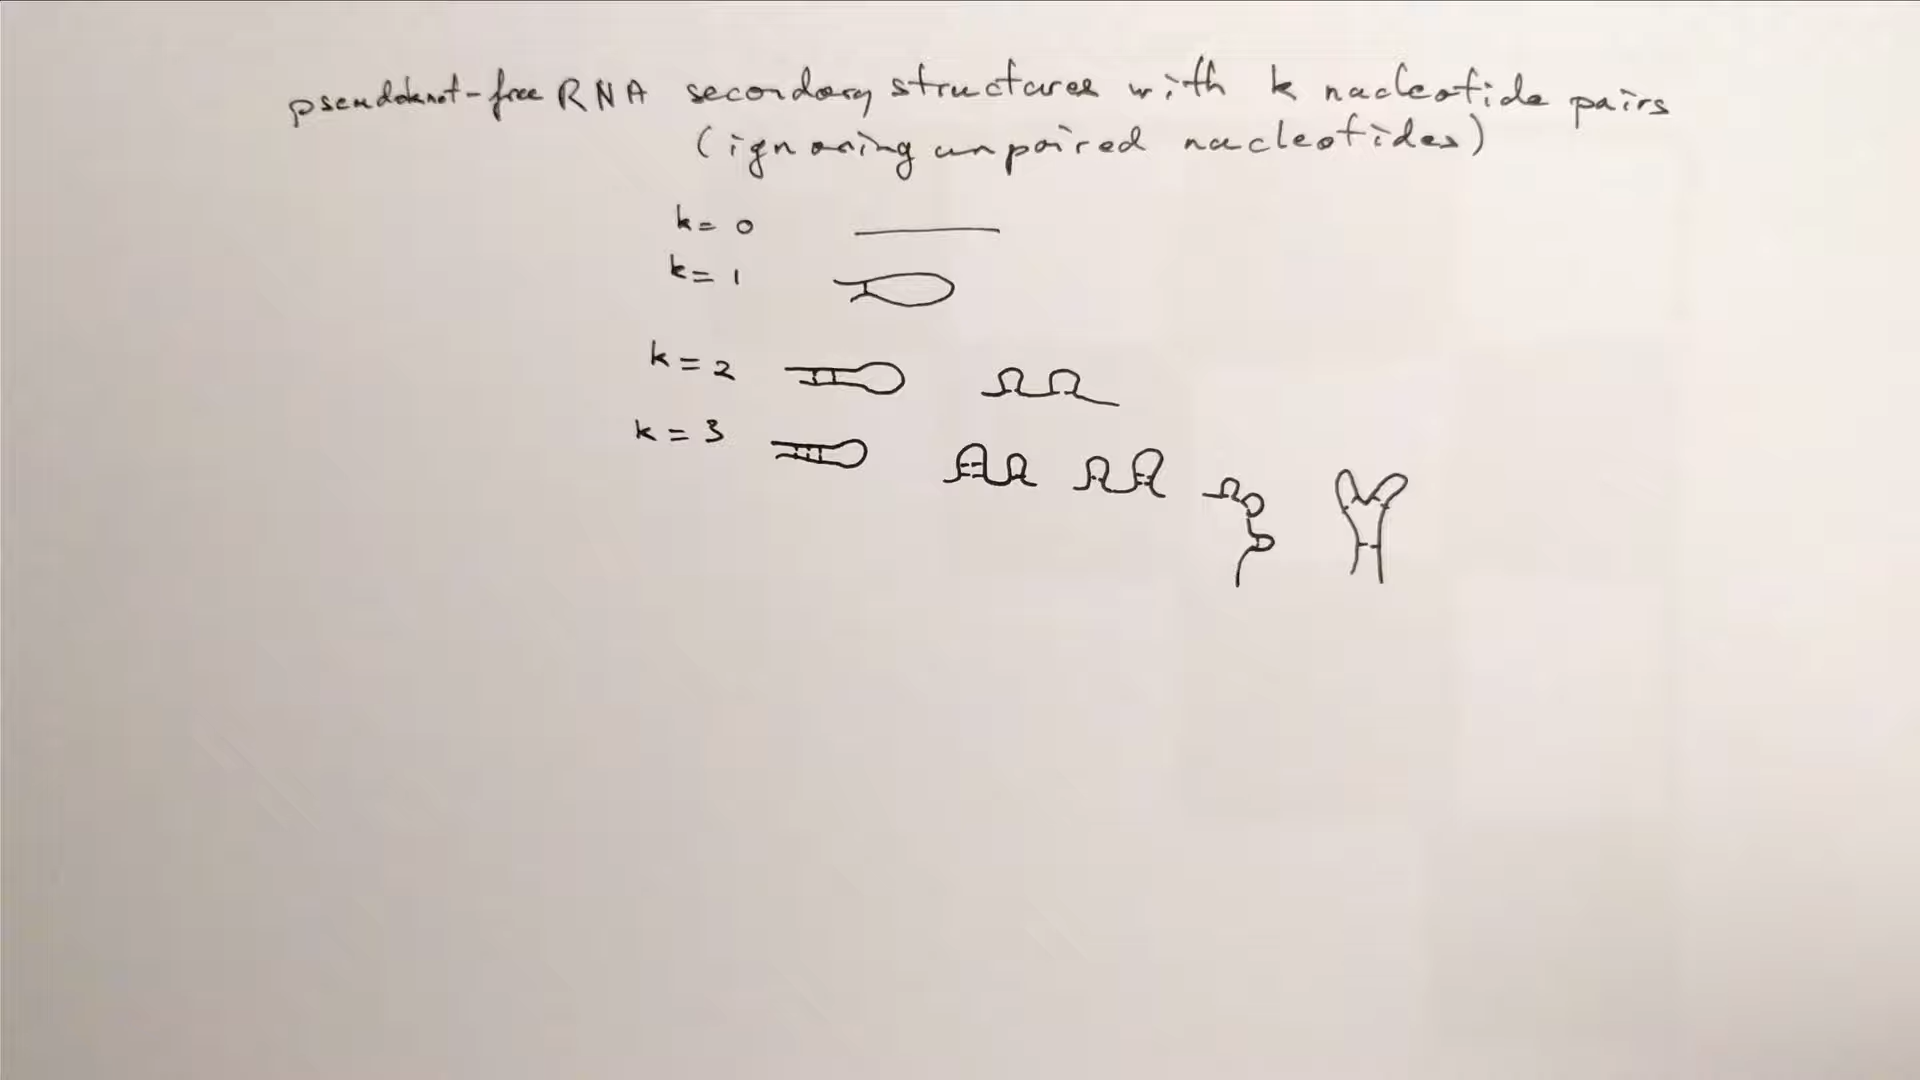 pseudoknot-free RNA secondary structures with k nucleotide pairs
(ignoring unpaired nucleotides)
k = 0
k = 1
k = 2
k = 3